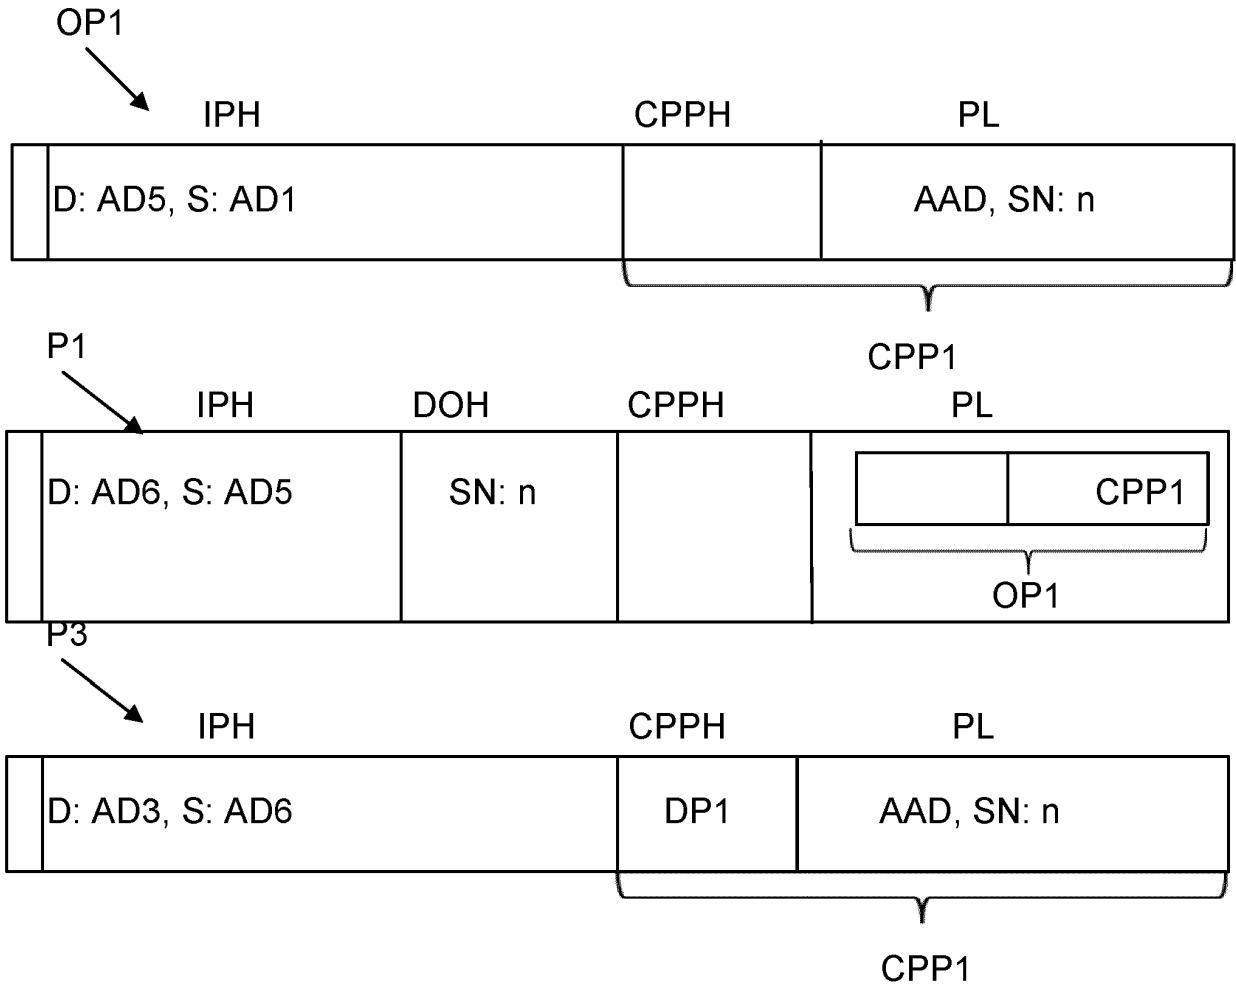 OP1
IPH CPPH PL
D: AD5, S: AD1 AAD, SN: n
CPP1
P1
IPH DOH CPPH PL
D: AD6, S: AD5 SN: n CPP1
OP1
P3
IPH CPPH PL
D: AD3, S: AD6 DP1 AAD, SN: n
CPP1